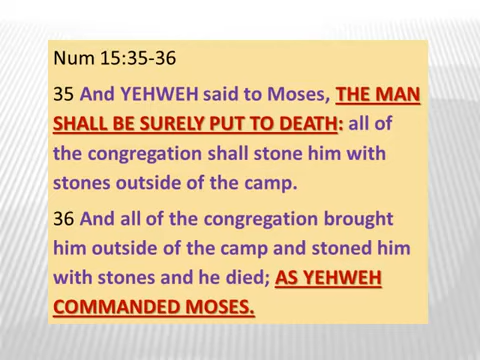 Num 15:35-36
35 And YEHWEH said to Moses, THE MAN
SHALL BE SURELY PUT TO DEATH: all of
the congregation shall stone him with
stones outside of the camp.
36 And all of the congregation brought
him outside of the camp and stoned him
with stones and he died; AS YEHWEH
COMMANDED MOSES.